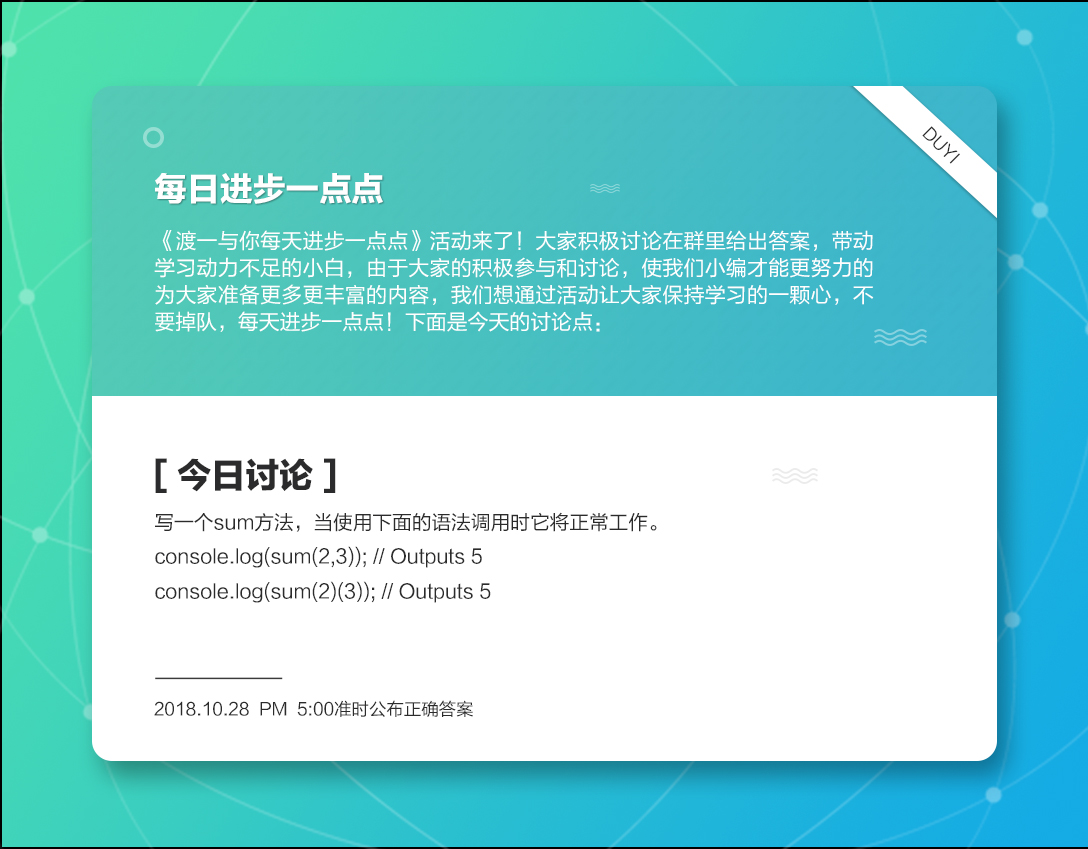 DUYI
每日进步一点点
《渡一与你每天进步一点点》活动来了！大家积极讨论在群里给出答案，带动
学习动力不足的小白，由于大家的积极参与和讨论，使我们小编才能更努力的
为大家准备更多更丰富的内容，我们想通过活动让大家保持学习的一颗心，不
要掉队，每天进步一点点！下面是今天的讨论点：
[ 今日讨论 ]
写一个sum方法，当使用下面的语法调用时它将正常工作。
console.log(sum(2,3)); // Outputs 5
console.log(sum(2)(3)); // Outputs 5
2018.10.28 PM 5:00准时公布正确答案